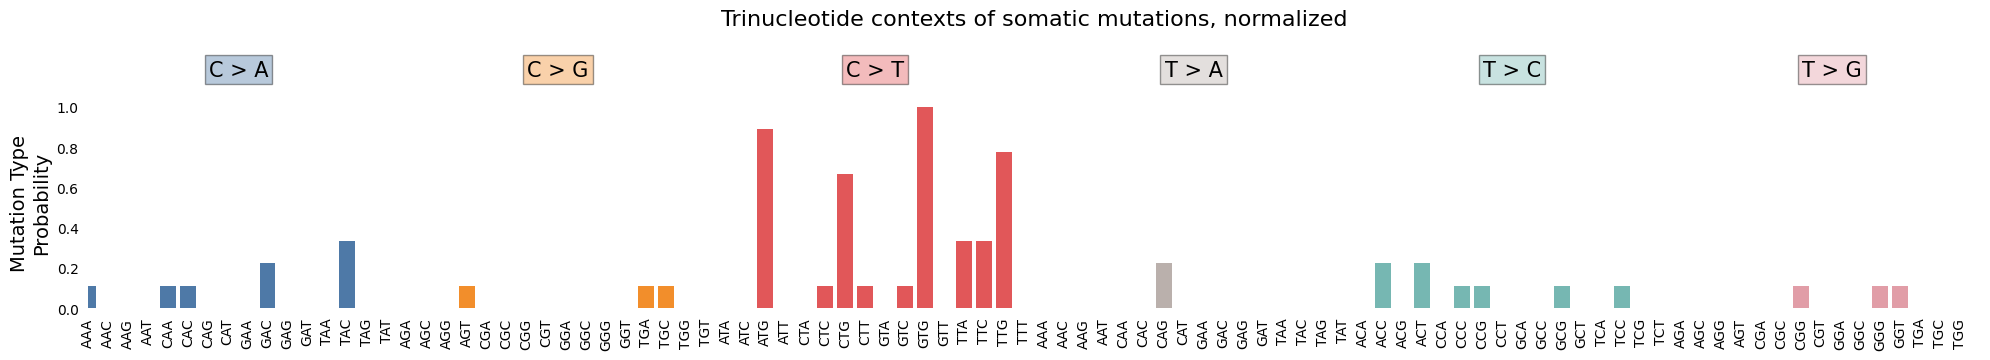 Trinucleotide contexts of somatic mutations, normalized
C > A
C > G
C > T
T > A
T > C
T > G
Mutation Type
Probability
1.0
0.8
0.6
0.4
0.2
0.0
AAA
AAC
AAG
AAT
CAA
CAC
CAG
CAT
GAA
GAC
GAG
GAT
TAA
TAC
TAG
TAT
AGA
AGC
AGG
AGT
CGA
CGC
CGG
CGT
GGA
GGC
GGG
GGT
TGA
TGC
TGG
TGT
ATA
ATC
ATG
ATT
CTA
CTC
CTG
CTT
GTA
GTC
GTG
GTT
TTA
TTC
TTG
TTT
AAA
AAC
AAG
AAT
CAA
CAC
CAG
CAT
GAA
GAC
GAG
GAT
TAA
TAC
TAG
TAT
ACA
ACC
ACG
ACT
CCA
CCC
CCG
CCT
GCA
GCC
GCG
GCT
TCA
TCC
TCG
TCT
AGA
AGC
AGG
AGT
CGA
CGC
CGG
CGT
GGA
GGC
GGG
GGT
TGA
TGC
TGG